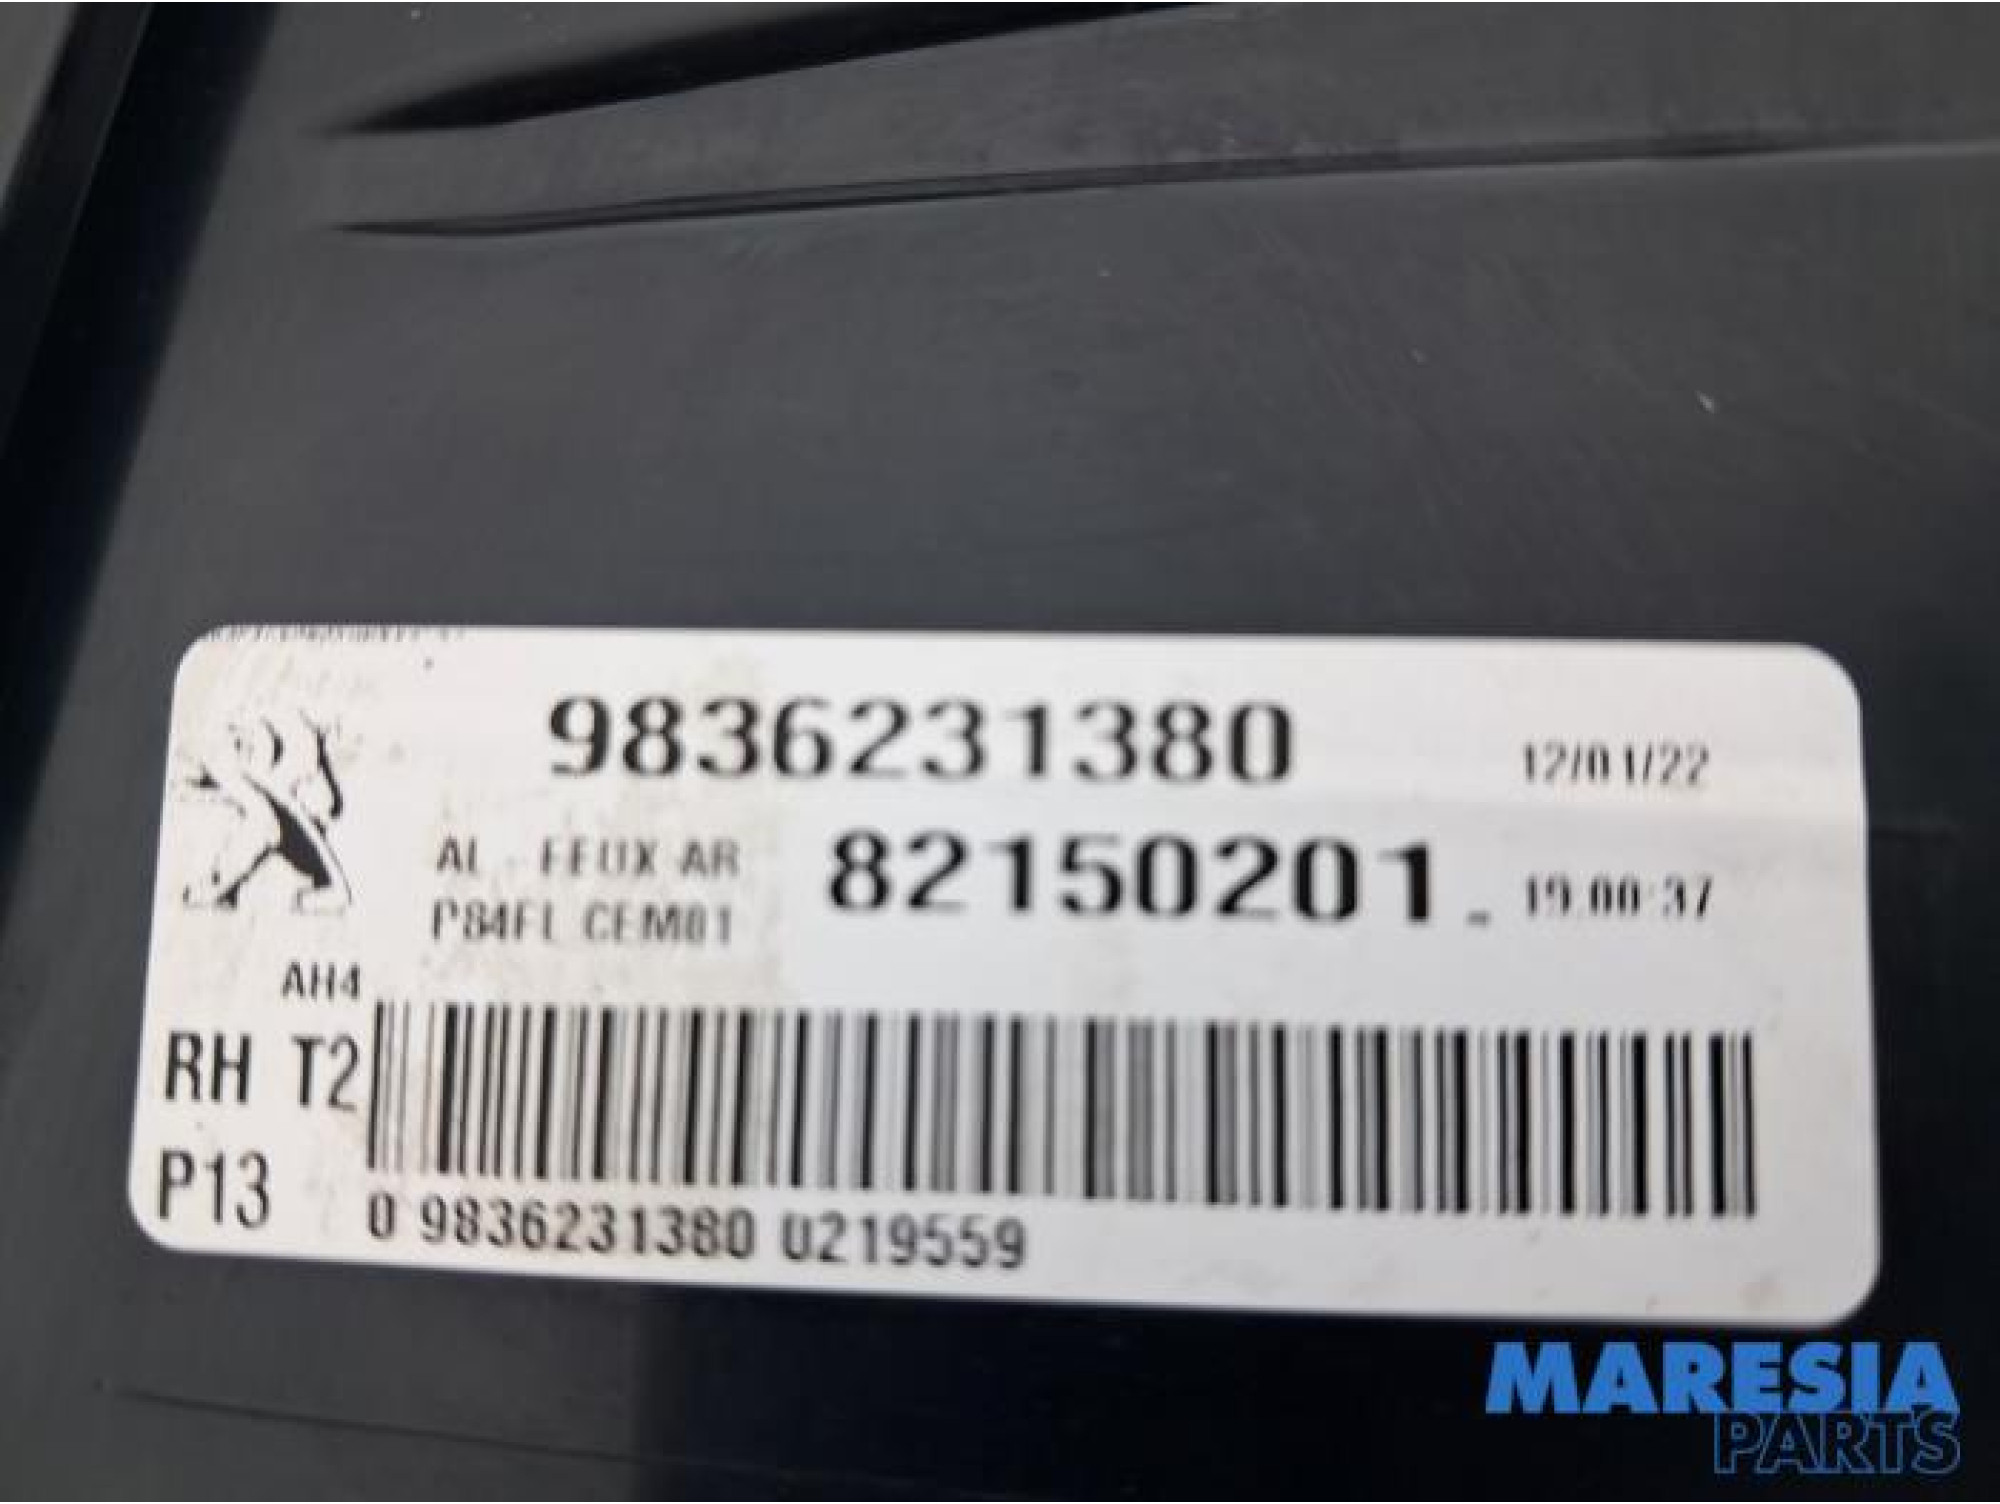 9836231380
12/01/22
AL - FEUX AR
82150201.
19:00:37
P84FL CEM01
AH4
RH T2
P13
0 9836231380 0219559
MARESIA
PARTS